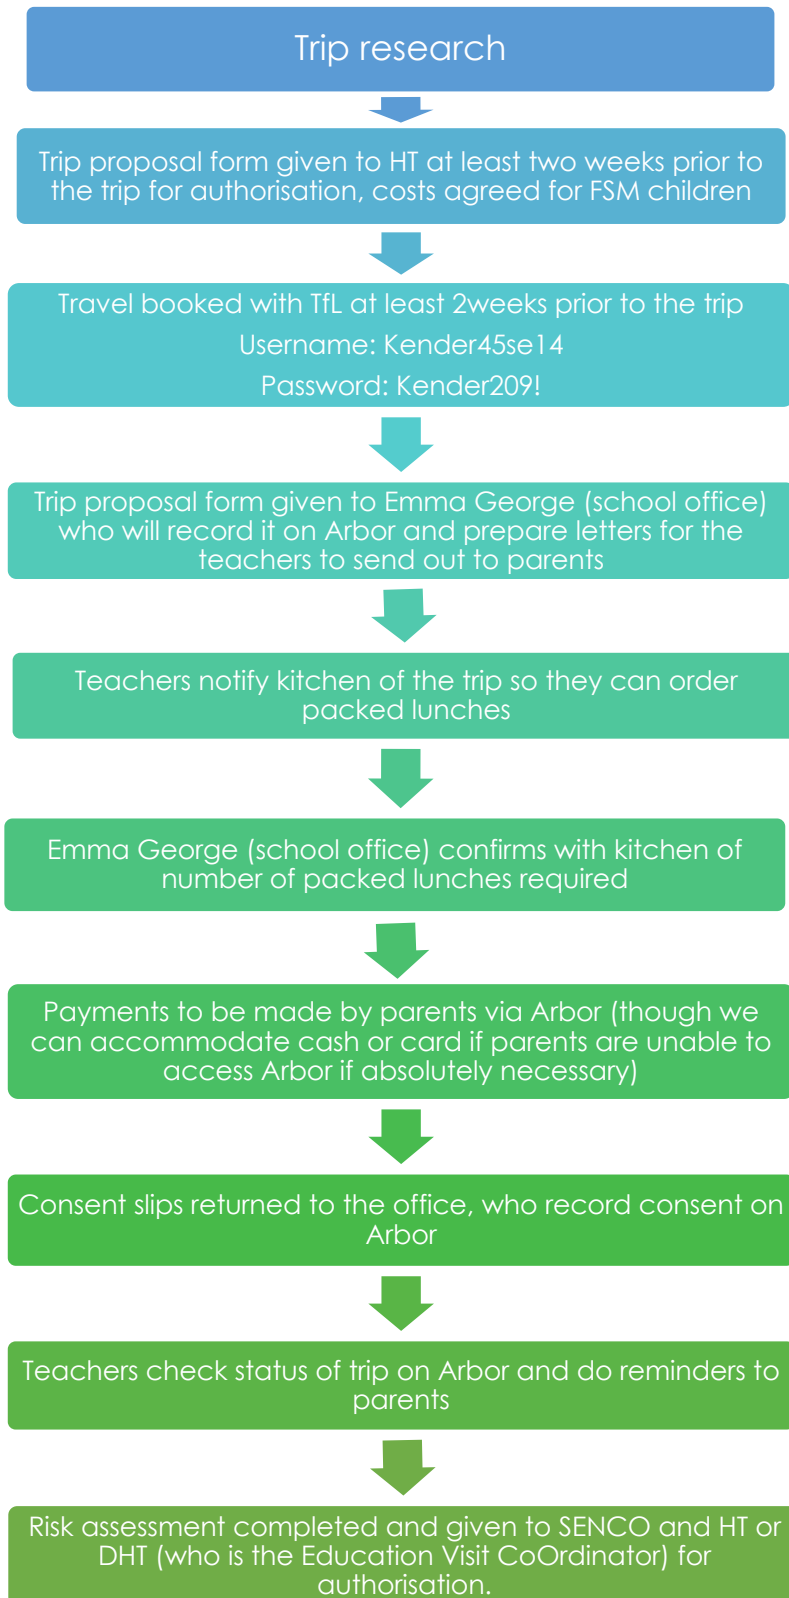 Trip research
Trip proposal form given to HT at least two weeks prior to
the trip for authorisation, costs agreed for FSM children
Travel booked with TfL at least 2weeks prior to the trip
Username: Kender45se14
Password: Kender209!
Trip proposal form given to Emma George (school office)
who will record it on Arbor and prepare letters for the
teachers to send out to parents
Teachers notify kitchen of the trip so they can order
packed lunches
Emma George (school office) confirms with kitchen of
number of packed lunches required
Payments to be made by parents via Arbor (though we
can accommodate cash or card if parents are unable to
access Arbor if absolutely necessary)
Consent slips returned to the office, who record consent on
Arbor
Teachers check status of trip on Arbor and do reminders to
parents
Risk assessment completed and given to SENCO and HT or
DHT (who is the Education Visit CoOrdinator) for
authorisation.